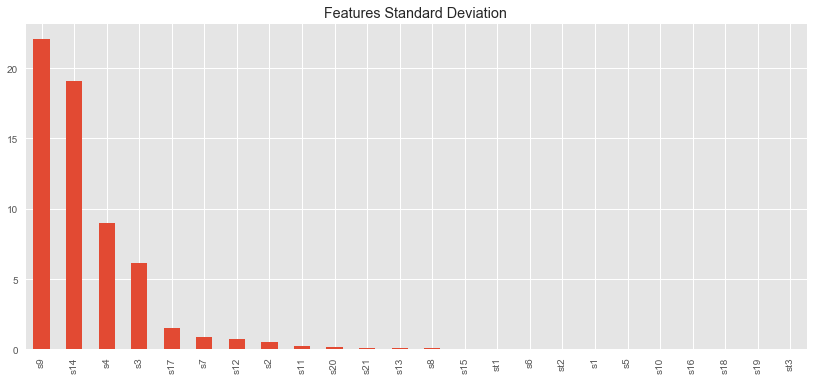 Features Standard Deviation
20
15
10
5
0
s9
s14
s4
s3
s17
s7
s12
s2
s11
s20
s21
s13
s8
s15
st1
s6
st2
s1
s5
s10
s16
s18
s19
st3